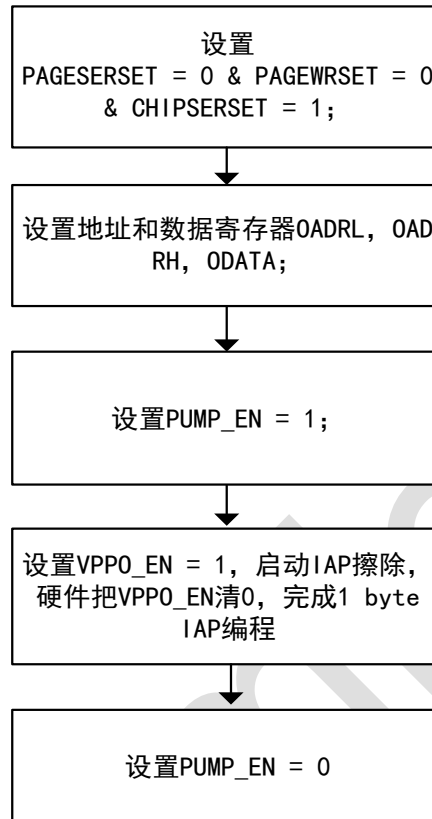 设置
PAGESERSET = 0 & PAGEWRSET = 0
& CHIPSERSET = 1;
设置地址和数据寄存器OADRL, OAD
RH, ODATA;
设置PUMP_EN = 1;
设置VPPO_EN = 1, 启动IAP擦除,
硬件把VPPO_EN清0, 完成1 byte
IAP编程
设置PUMP_EN = 0